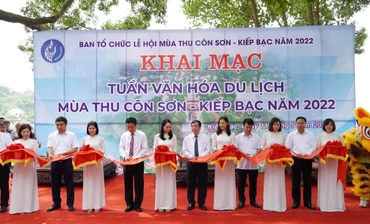 BAN TỔ CHỨC LỄ HỘI MÙA THU CÔN SƠN - KIẾP BẠC NĂM 2022
KHAI MẠC
TUẦN VĂN HÓA DU LỊCH
MÙA THU CÔN SƠN - KIẾP BẠC NĂM 2022